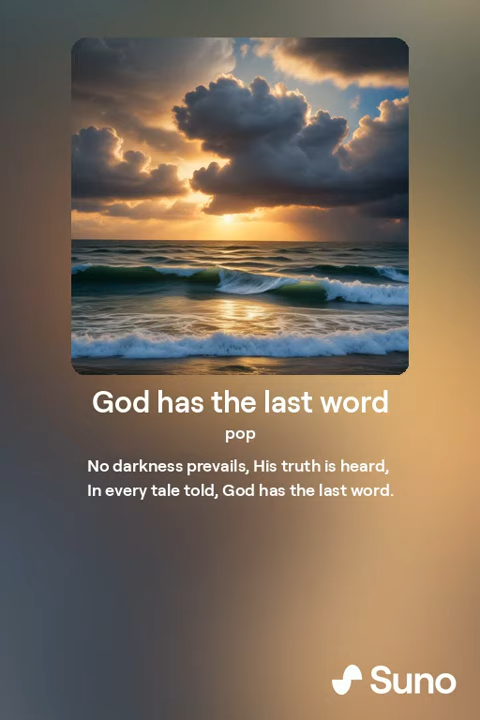 God has the last word
pop
No darkness prevails, His truth is heard,
In every tale told, God has the last word.
Suno